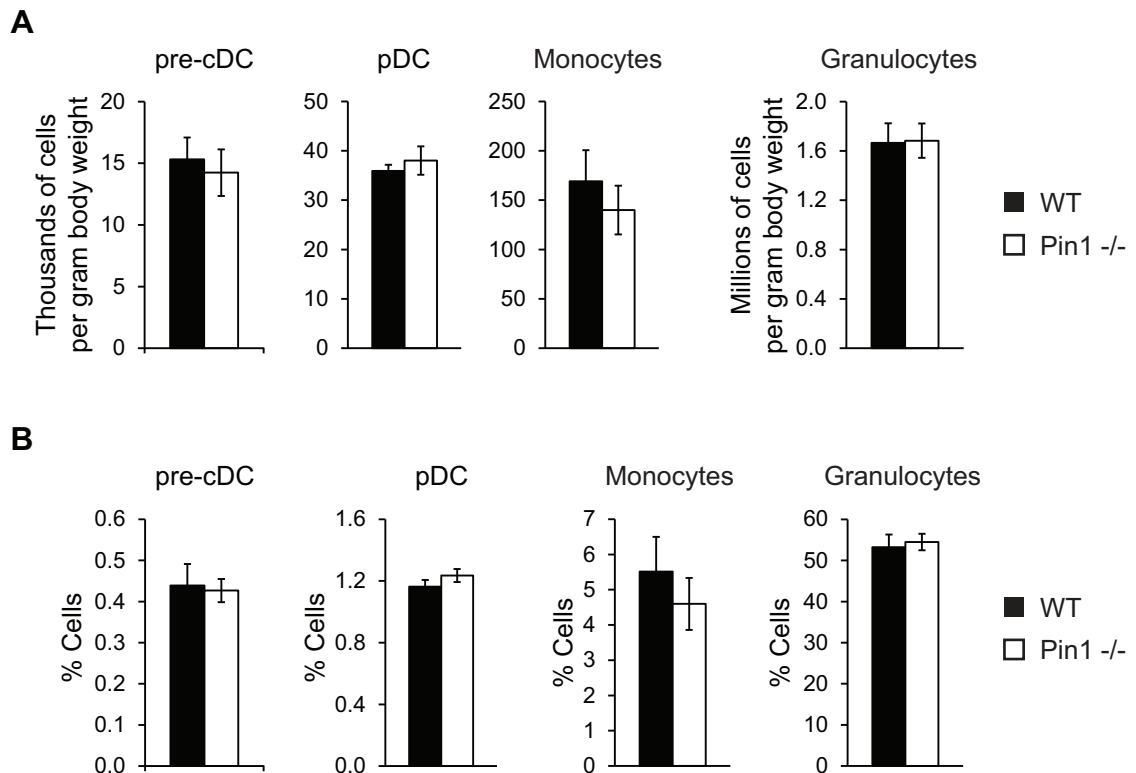 A
pre-cDC
pDC
Monocytes
Granulocytes
Thousands of cells
per gram body weight
20
15
10
5
0
50
40
30
20
10
0
250
200
150
100
50
0
Millions of cells
per gram body weight
2.0
1.6
1.2
0.8
0.4
0.0
WT
Pin1 -/-
B
pre-cDC
pDC
Monocytes
Granulocytes
% Cells
0.6
0.5
0.4
0.3
0.2
0.1
0.0
% Cells
1.6
1.2
0.8
0.4
0.0
% Cells
7
6
5
4
3
2
1
0
% Cells
60
50
40
30
20
10
0
WT
Pin1 -/-